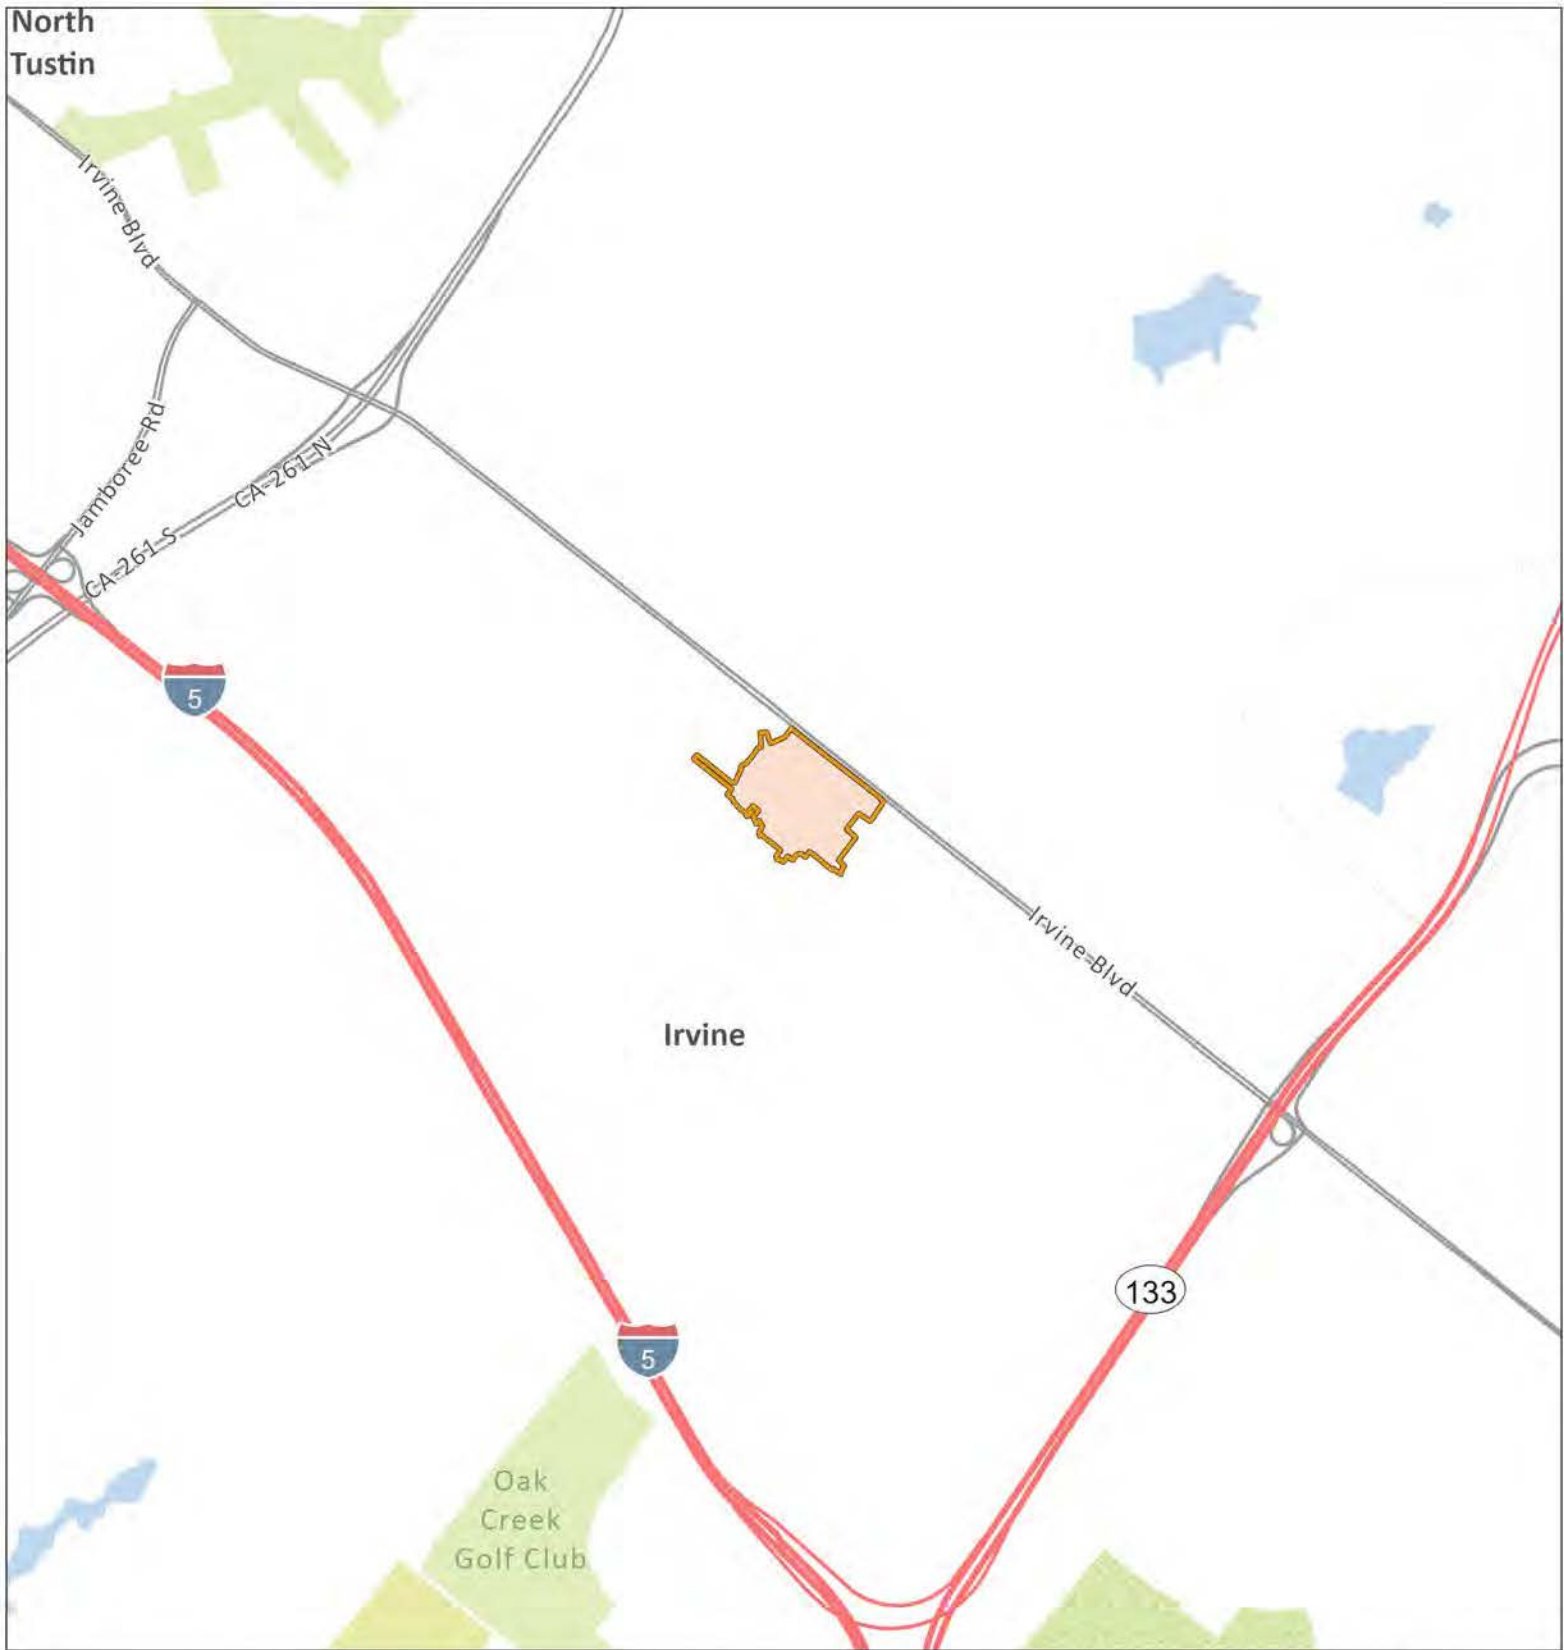 North
Tustin
Irvine Blvd
Jamboree Rd
CA-261 N
CA-261 S
5
Irvine Blvd
Irvine
133
5
Oak
Creek
Golf Club